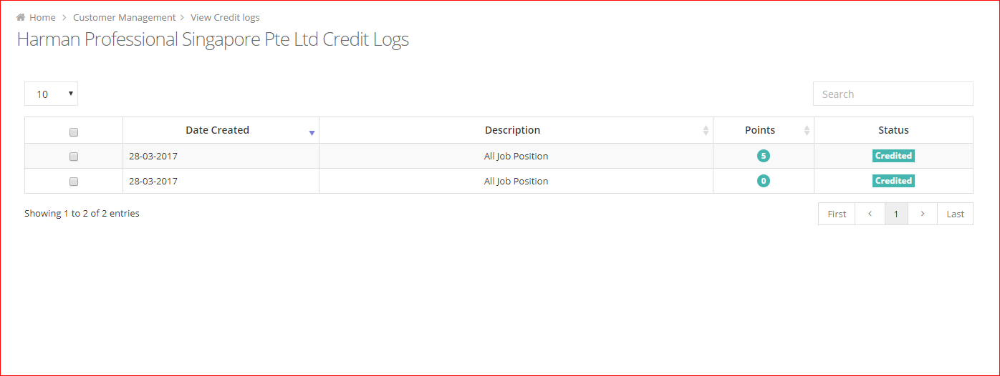 Home > Customer Management > View Credit logs
Harman Professional Singapore Pte Ltd Credit Logs
10 Search
Date Created Description Points Status
28-03-2017 All Job Position 5 Credited
28-03-2017 All Job Position 0 Credited
Showing 1 to 2 of 2 entries First < 1 > Last